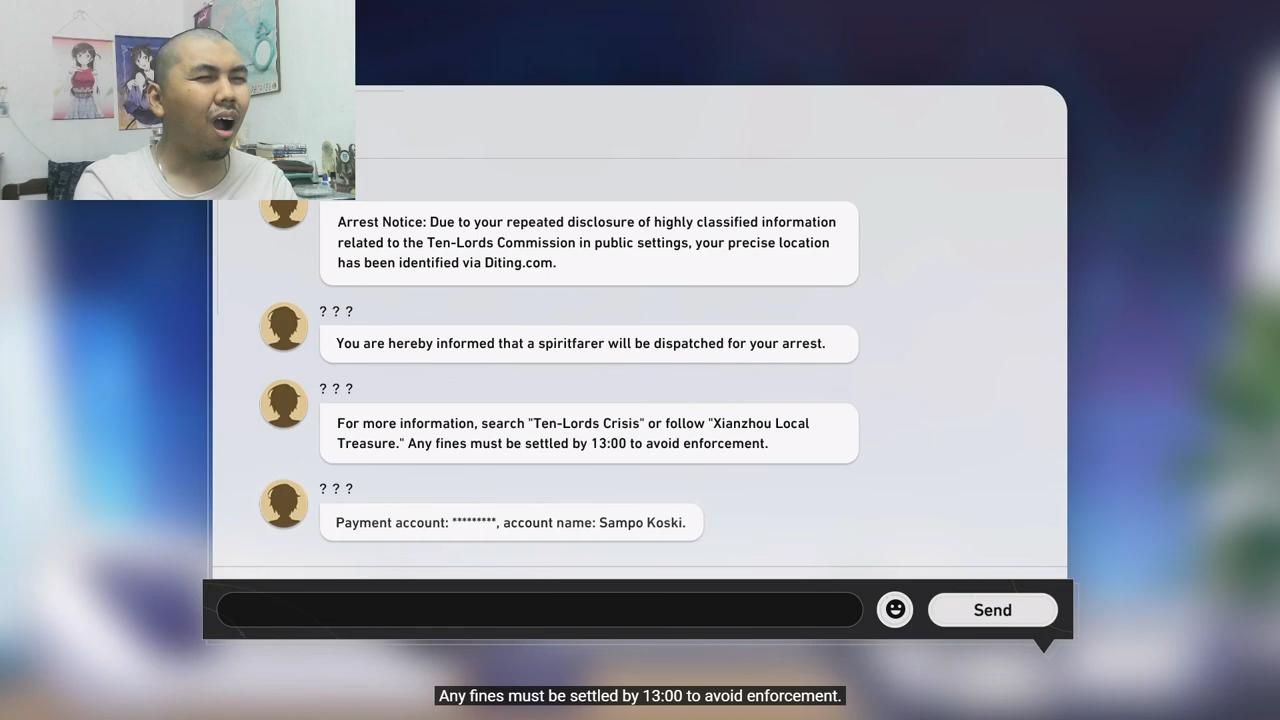 Arrest Notice: Due to your repeated disclosure of highly classified information
related to the Ten-Lords Commission in public settings, your precise location
has been identified via Diting.com.
? ? ?
You are hereby informed that a spiritfarer will be dispatched for your arrest.
? ? ?
For more information, search "Ten-Lords Crisis" or follow "Xianzhou Local
Treasure." Any fines must be settled by 13:00 to avoid enforcement.
? ? ?
Payment account: *********, account name: Sampo Koski.
Send
Any fines must be settled by 13:00 to avoid enforcement.